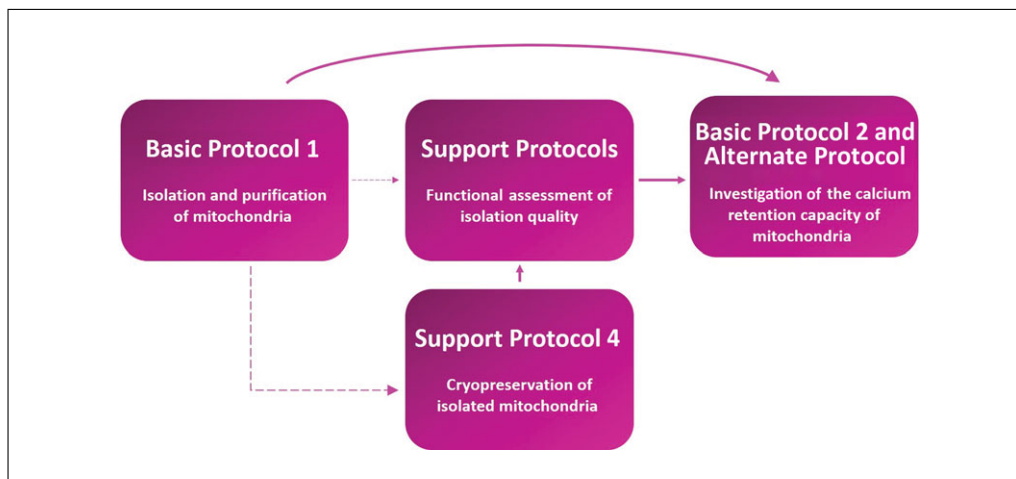 Basic Protocol 1
Isolation and purification
of mitochondria
Support Protocols
Functional assessment of
isolation quality
Basic Protocol 2 and
Alternate Protocol
Investigation of the calcium
retention capacity of
mitochondria
Support Protocol 4
Cryopreservation of
isolated mitochondria